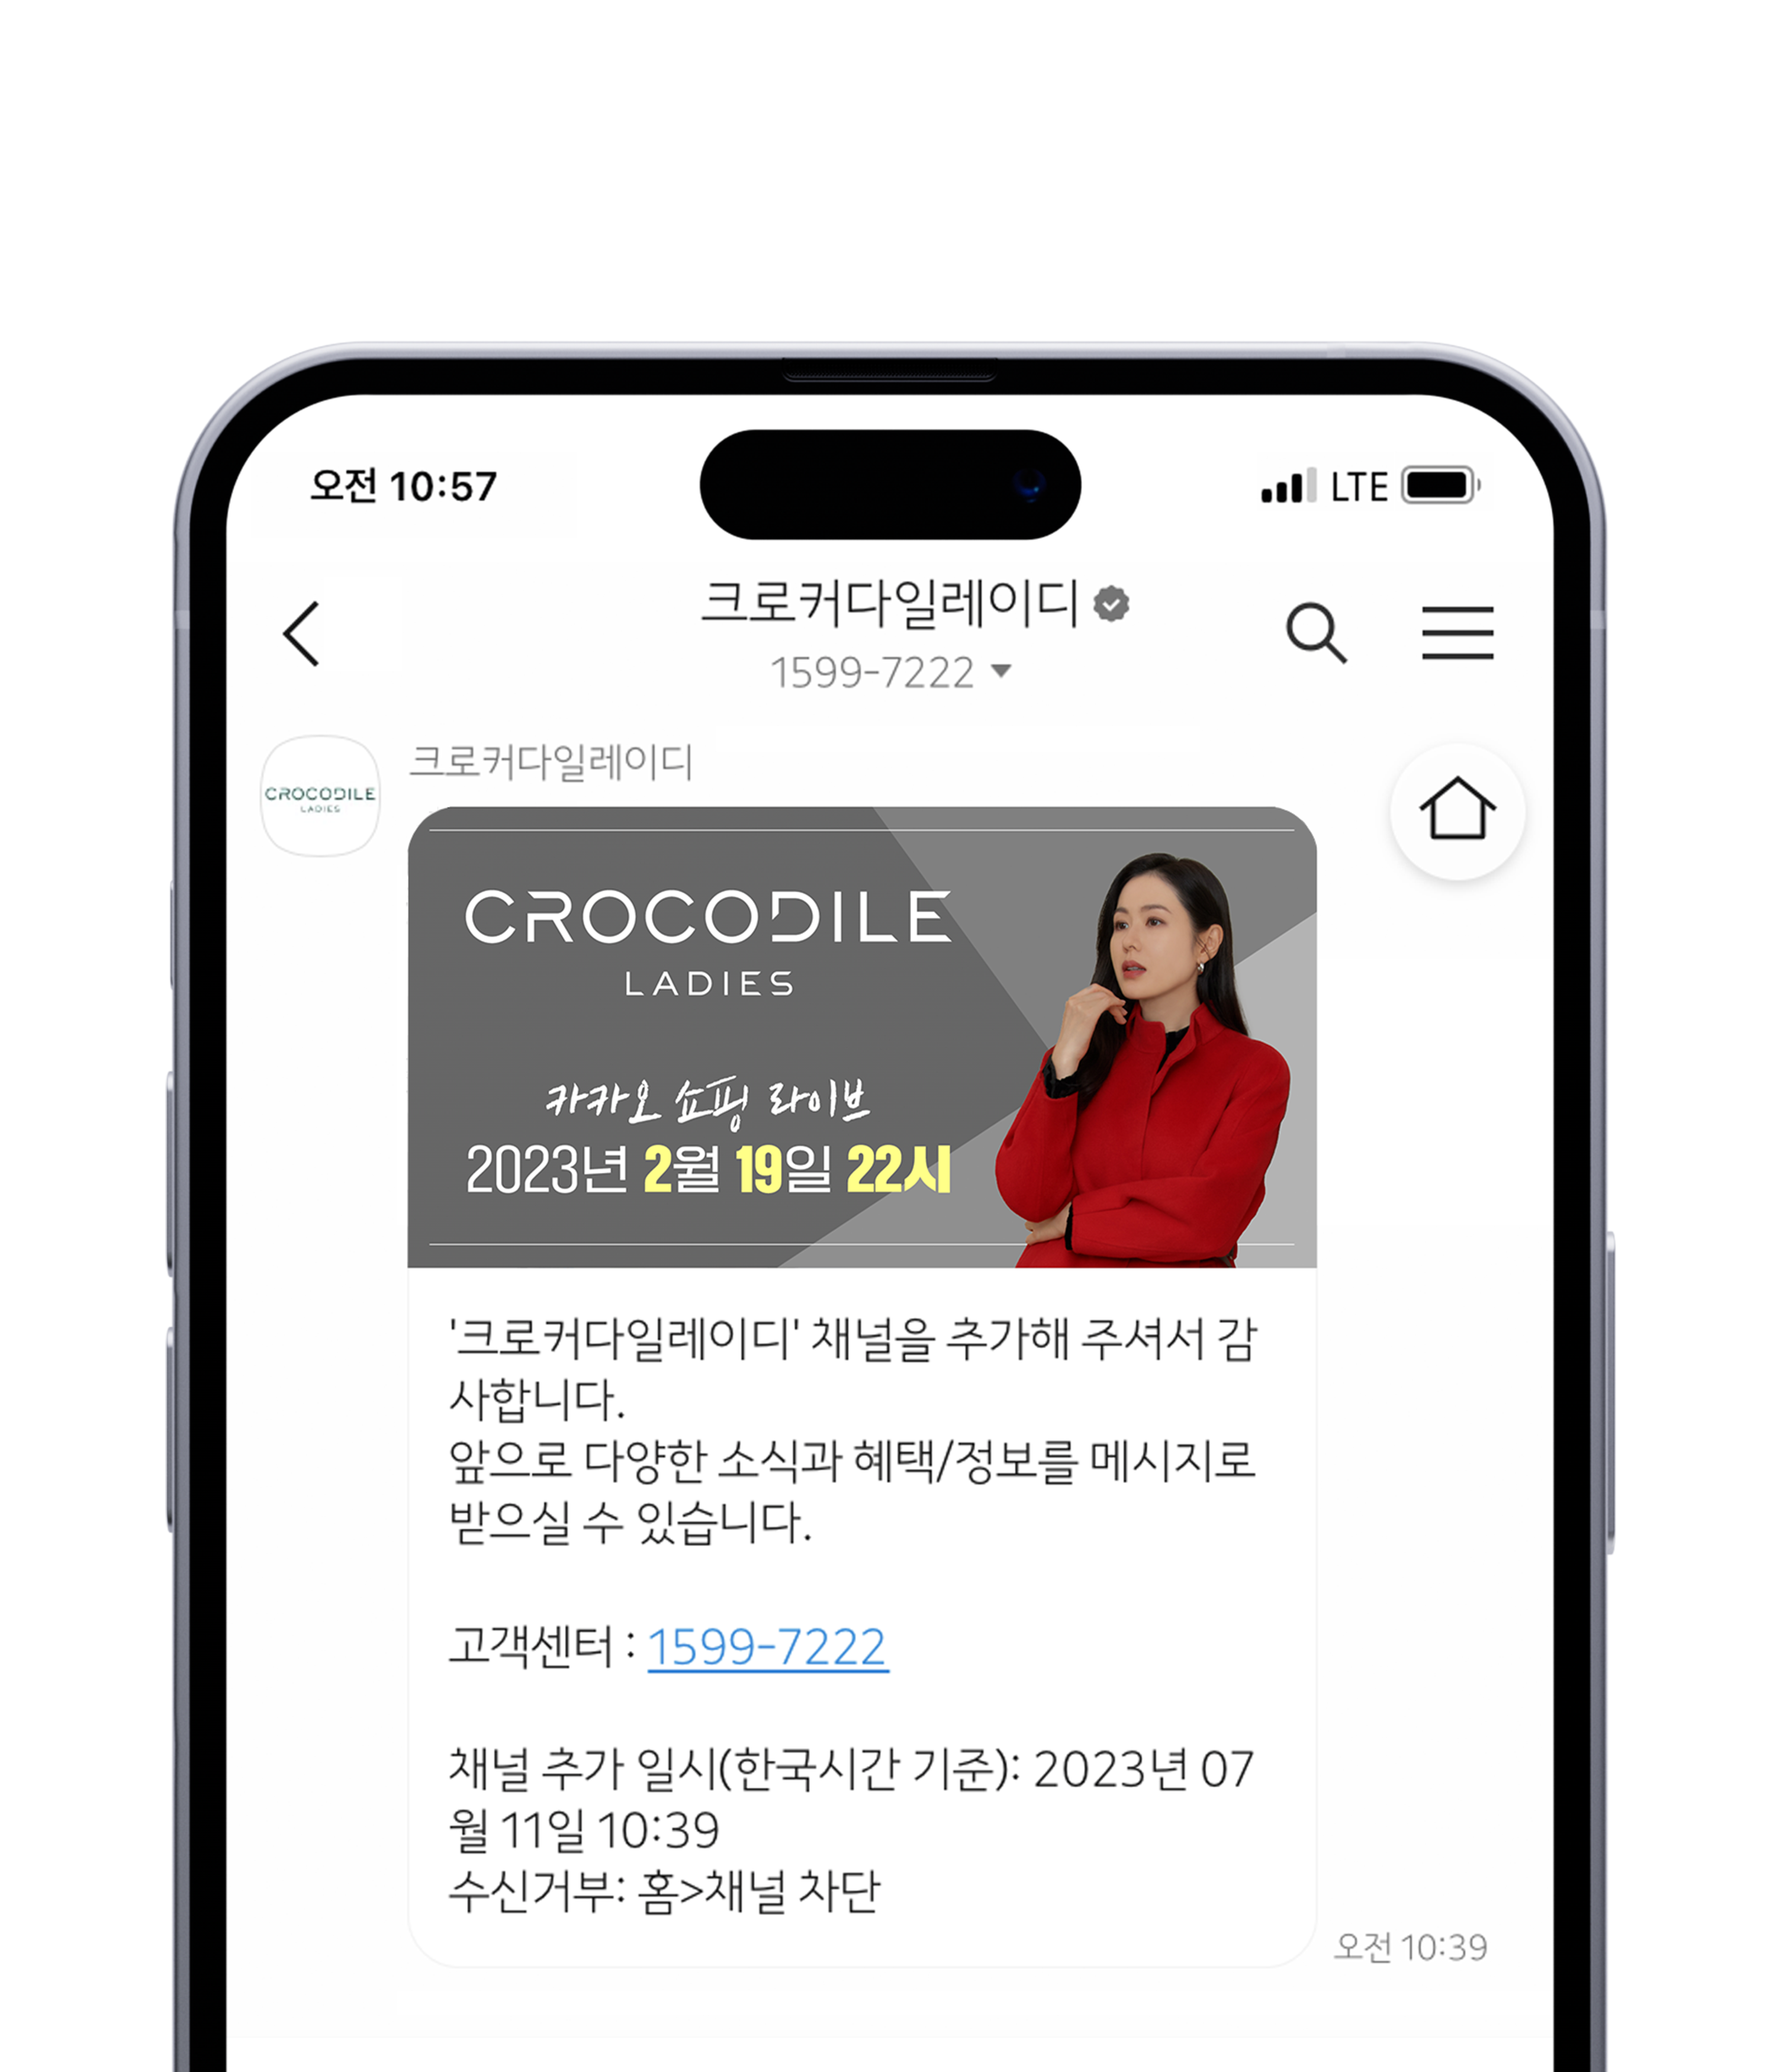 오전 10:57
LTE
크로커다일레이디
1599-7222
크로커다일레이디
CROCODILE
LADIES
CROCODILE
LADIES
카카오 쇼핑 라이브
2023년 2월 19일 22시
'크로커다일레이디' 채널을 추가해 주셔서 감
사합니다.
앞으로 다양한 소식과 혜택/정보를 메시지로
받으실 수 있습니다.
고객센터 : 1599-7222
채널 추가 일시(한국시간 기준): 2023년 07
월 11일 10:39
수신거부: 홈>채널 차단
오전 10:39